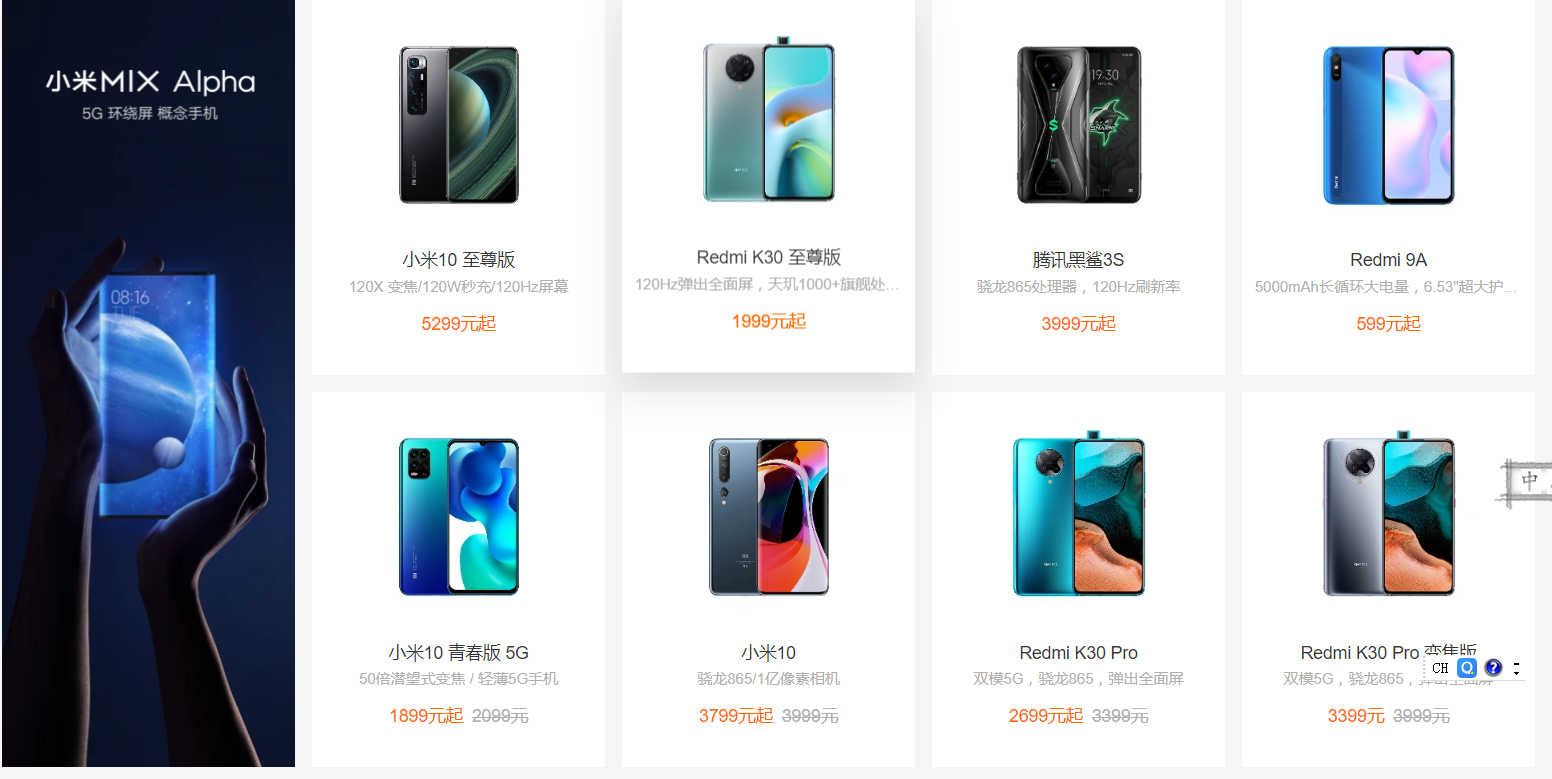 小米MIX Alpha
5G 环绕屏 概念手机
08:16
TUE
小米10 至尊版
120X 变焦/120W秒充/120Hz屏幕
5299元起
Redmi K30 至尊版
120Hz弹出全面屏，天玑1000+旗舰处...
1999元起
19:30
腾讯黑鲨3S
骁龙865处理器，120Hz刷新率
3999元起
Redmi 9A
5000mAh长循环大电量，6.53"超大护...
599元起
小米10 青春版 5G
50倍潜望式变焦 / 轻薄5G手机
1899元起 2099元
小米10
骁龙865/1亿像素相机
3799元起 3999元
Redmi K30 Pro
双模5G，骁龙865，弹出全面屏
2699元起 3399元
Redmi K30 Pro 变焦版
双模5G，骁龙865，弹出全面屏
3399元 3999元
中
CH